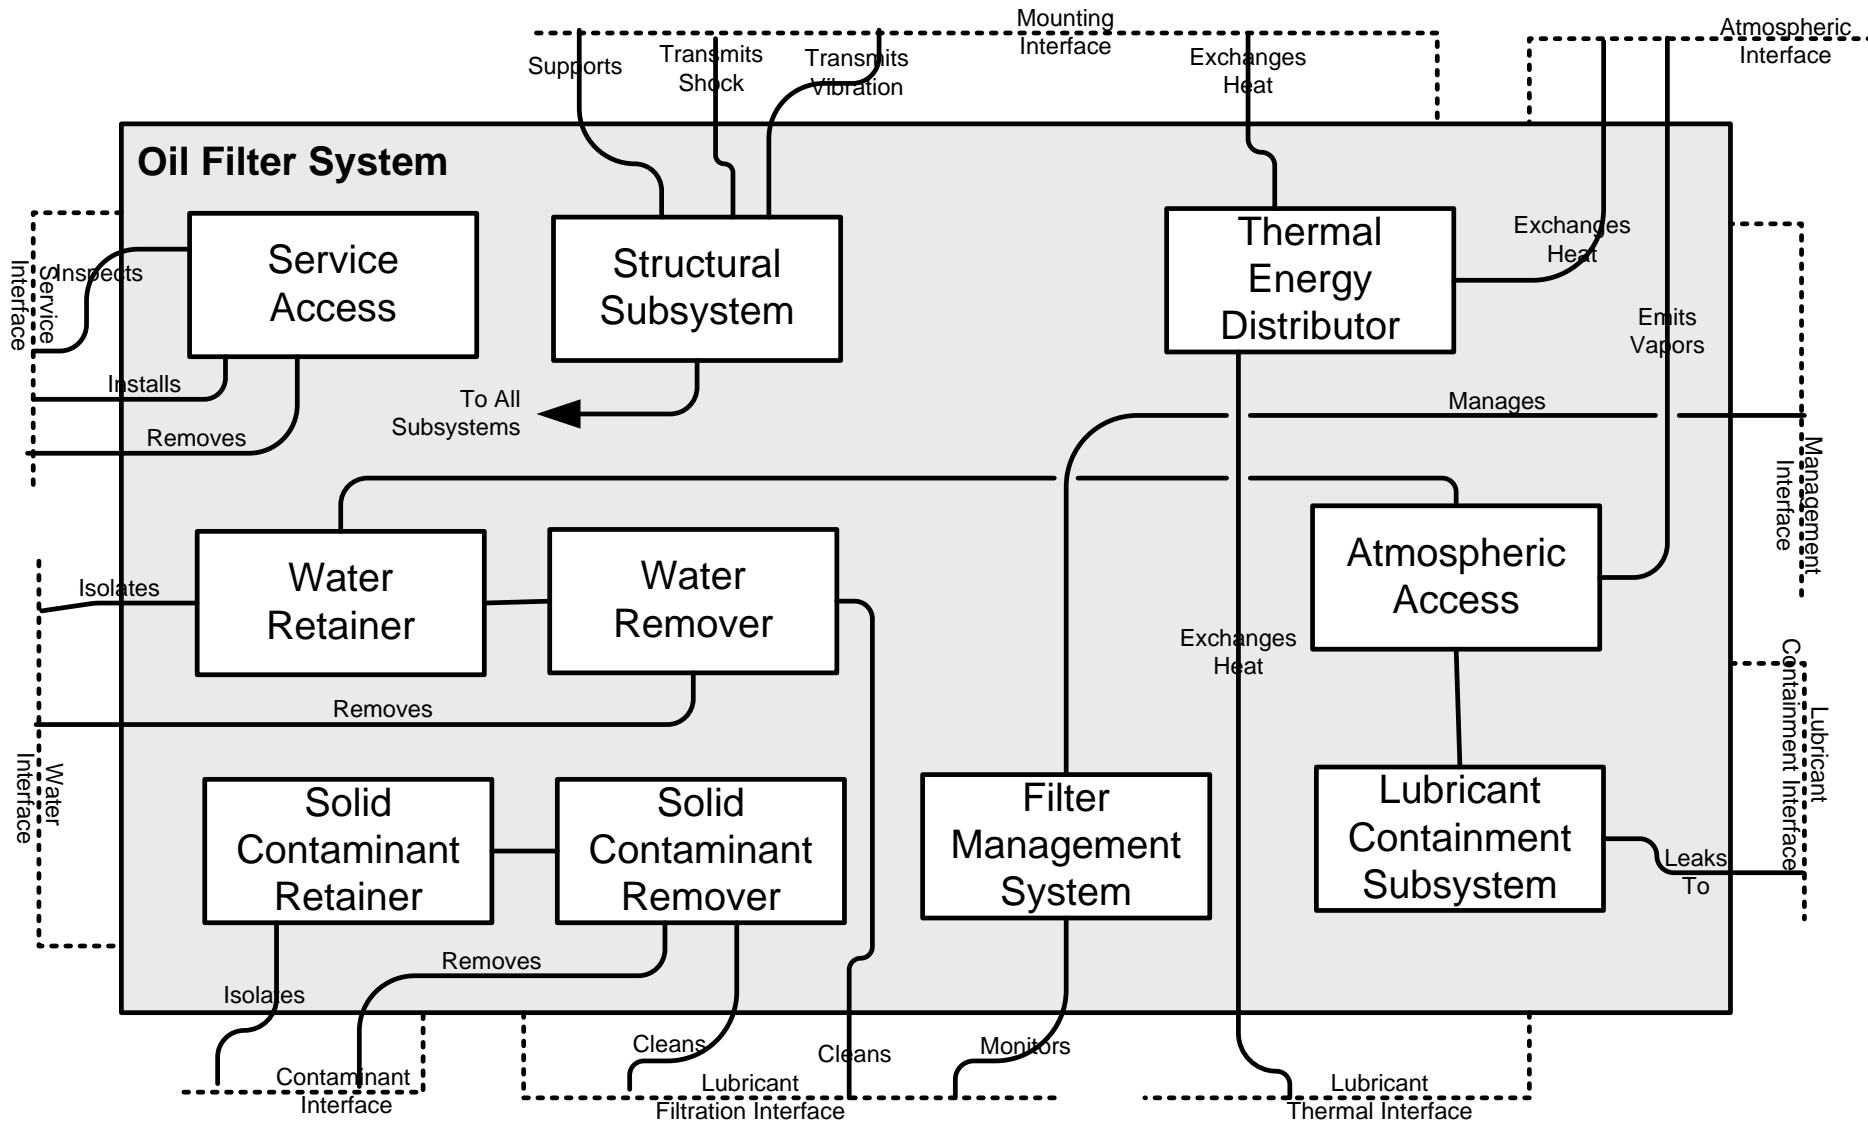 Mounting
Interface
Atmospheric
Interface
Supports
Transmits
Shock
Transmits
Vibration
Exchanges
Heat
Oil Filter System
Service
Interface
Inspects
Service
Access
Structural
Subsystem
Thermal
Energy
Distributor
Exchanges
Heat
Emits
Vapors
Installs
Removes
To All
Subsystems
Manages
Management
Interface
Isolates
Water
Retainer
Water
Remover
Atmospheric
Access
Exchanges
Heat
Removes
Water
Interface
Lubricant
Containment Interface
Solid
Contaminant
Retainer
Solid
Contaminant
Remover
Filter
Management
System
Lubricant
Containment
Subsystem
Leaks
To
Removes
Isolates
Cleans
Cleans
Monitors
Contaminant
Interface
Lubricant
Filtration Interface
Lubricant
Thermal Interface